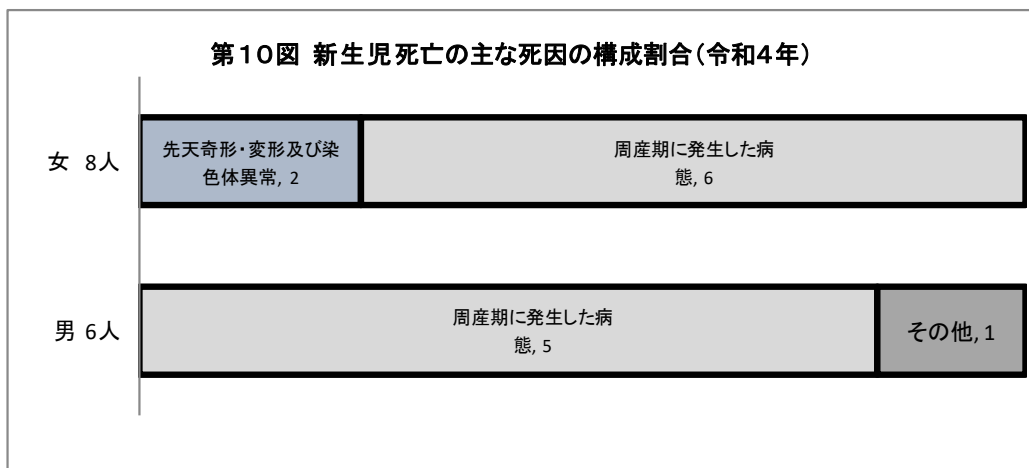 第10図 新生児死亡の主な死因の構成割合(令和4年)
女 8人
先天奇形・変形及び染
色体異常, 2
周産期に発生した病
態, 6
男 6人
周産期に発生した病
態, 5
その他, 1